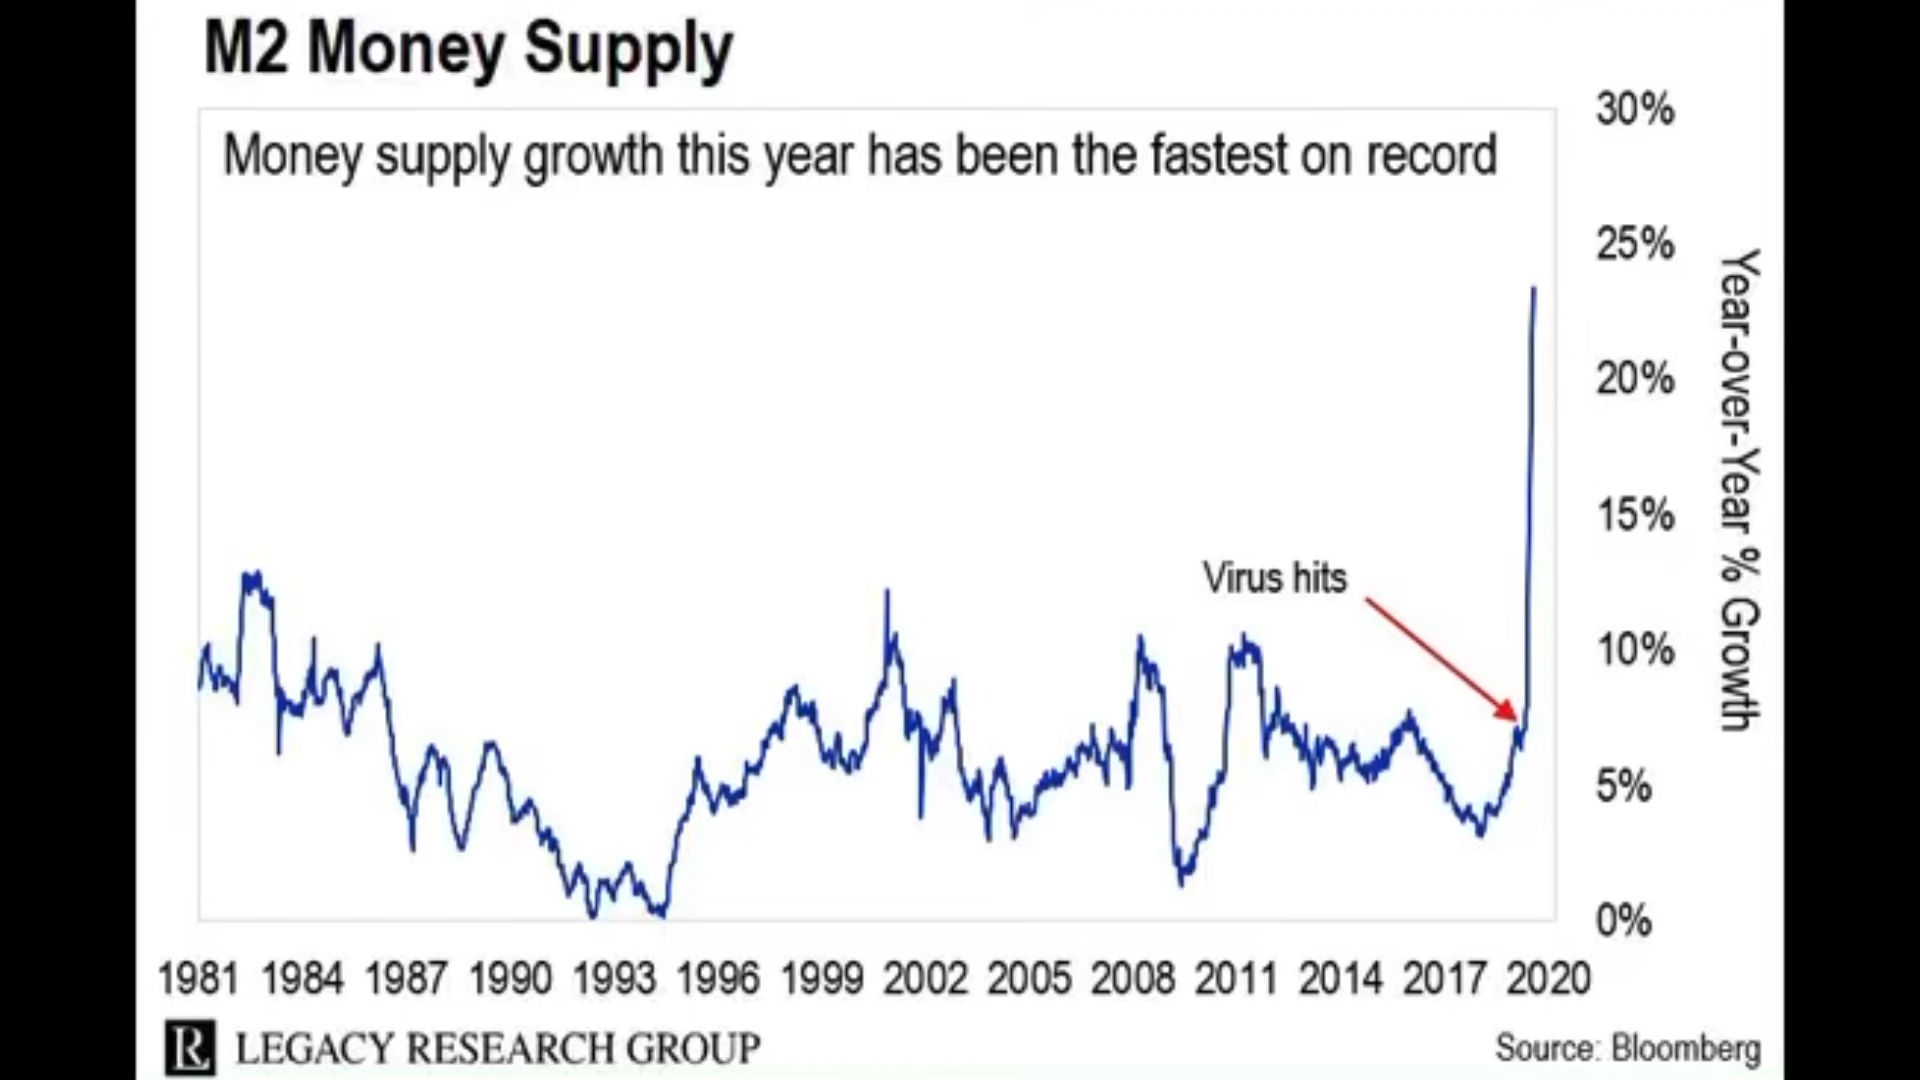 M2 Money Supply
Money supply growth this year has been the fastest on record
30%
25%
20%
15%
10%
5%
0%
Year-over-Year % Growth
Virus hits
1981 1984 1987 1990 1993 1996 1999 2002 2005 2008 2011 2014 2017 2020
R LEGACY RESEARCH GROUP
Source: Bloomberg